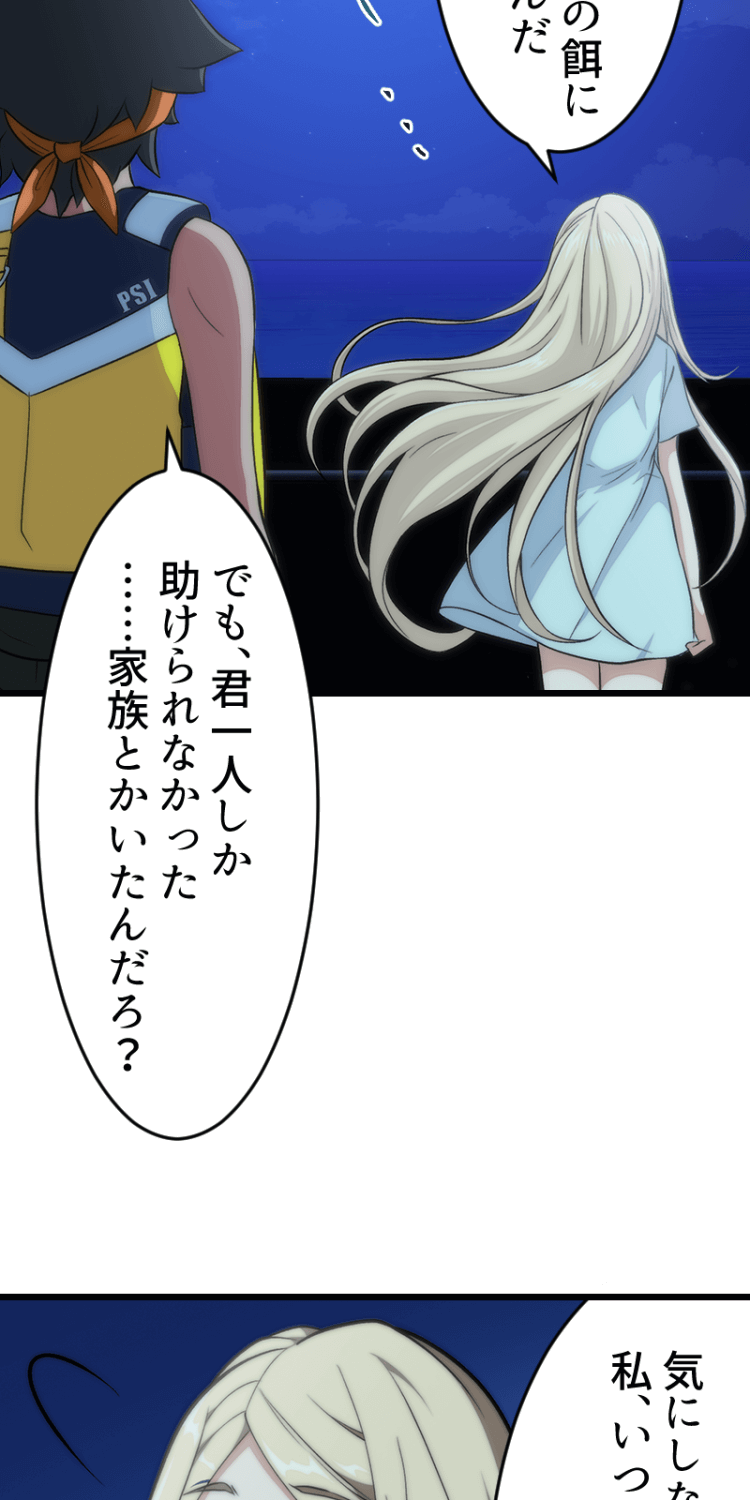 の餌に
んだ
PSI
でも、君一人しか
助けられなかった
……家族とかいたんだろ？
気にしな
私、いつ